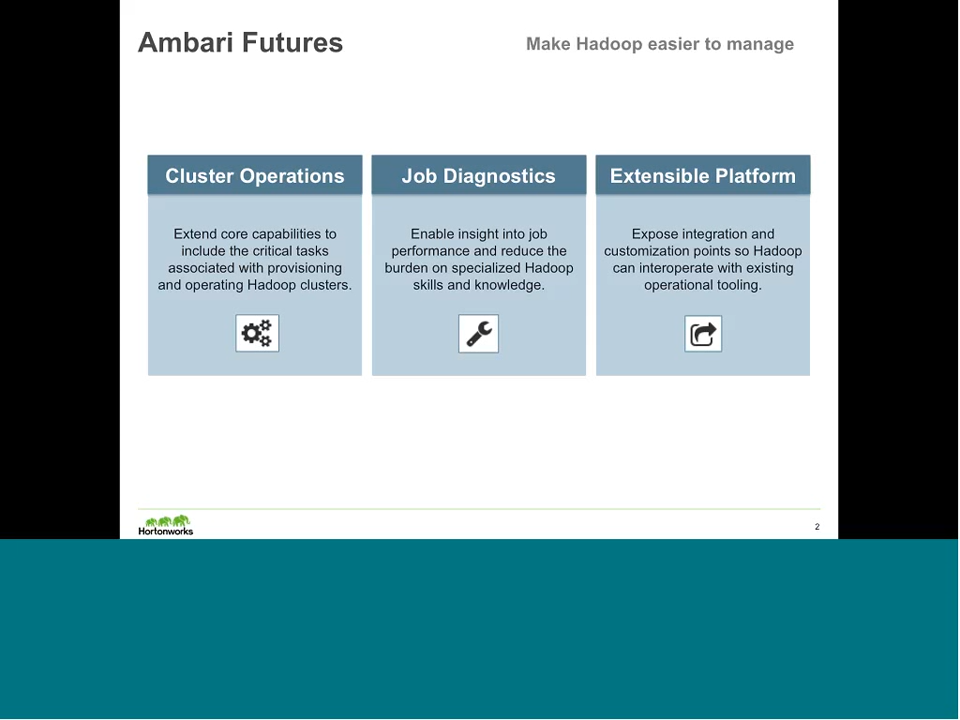 Ambari Futures
Make Hadoop easier to manage
Cluster Operations
Extend core capabilities to
include the critical tasks
associated with provisioning
and operating Hadoop clusters.
Job Diagnostics
Enable insight into job
performance and reduce the
burden on specialized Hadoop
skills and knowledge.
Extensible Platform
Expose integration and
customization points so Hadoop
can interoperate with existing
operational tooling.
Hortonworks
2